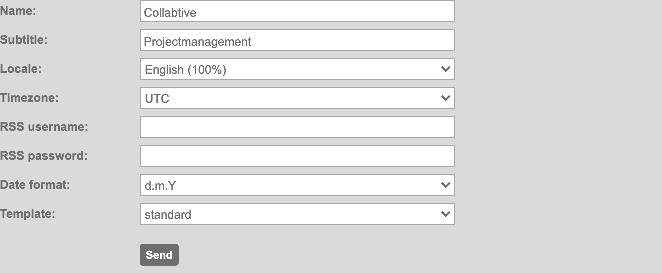 Name: Collabtive
Subtitle: Projectmanagement
Locale: English (100%)
Timezone: UTC
RSS username:
RSS password:
Date format: d.m.Y
Template: standard
Send